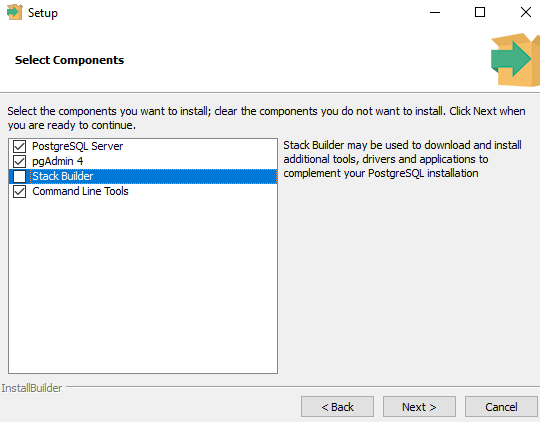 Setup
Select Components
Select the components you want to install; clear the components you do not want to install. Click Next when
you are ready to continue.
PostgreSQL Server
pgAdmin 4
Stack Builder
Command Line Tools
Stack Builder may be used to download and install
additional tools, drivers and applications to
complement your PostgreSQL installation
InstallBuilder
< Back
Next >
Cancel